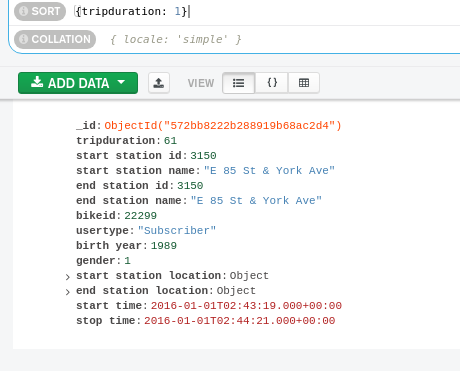 SORT {tripduration: 1}
COLLATION { locale: 'simple' }
ADD DATA VIEW {}
_id: ObjectId("572bb8222b288919b68ac2d4")
tripduration: 61
start station id: 3150
start station name: "E 85 St & York Ave"
end station id: 3150
end station name: "E 85 St & York Ave"
bikeid: 22299
usertype: "Subscriber"
birth year: 1989
gender: 1
start station location: Object
end station location: Object
start time: 2016-01-01T02:43:19.000+00:00
stop time: 2016-01-01T02:44:21.000+00:00